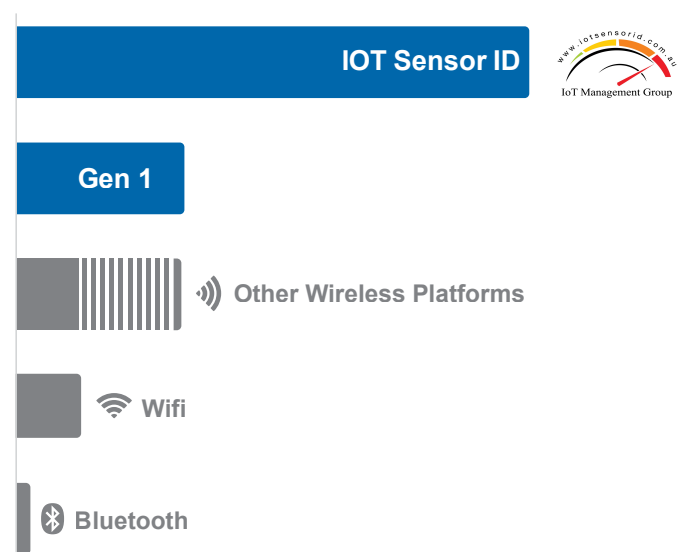 IOT Sensor ID
www.iotsensorid.com.au
IoT Management Group
Gen 1
Other Wireless Platforms
Wifi
Bluetooth